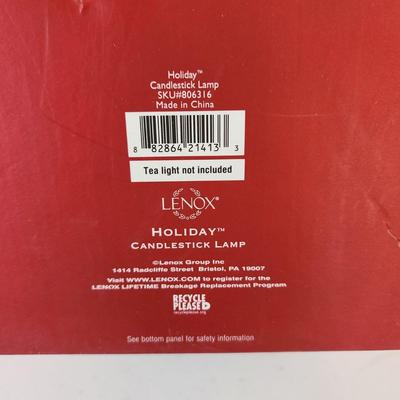 Holiday™
Candlestick Lamp
SKU#806316
Made in China
8 82864 21413 3
Tea light not included
LENOX®
HOLIDAY™
CANDLESTICK LAMP
©Lenox Group Inc
1414 Radcliffe Street Bristol, PA 19007
Visit WWW.LENOX.COM to register for the
LENOX LIFETIME Breakage Replacement Program
RECYCLE
PLEASE
recycleplease.org
See bottom panel for safety information